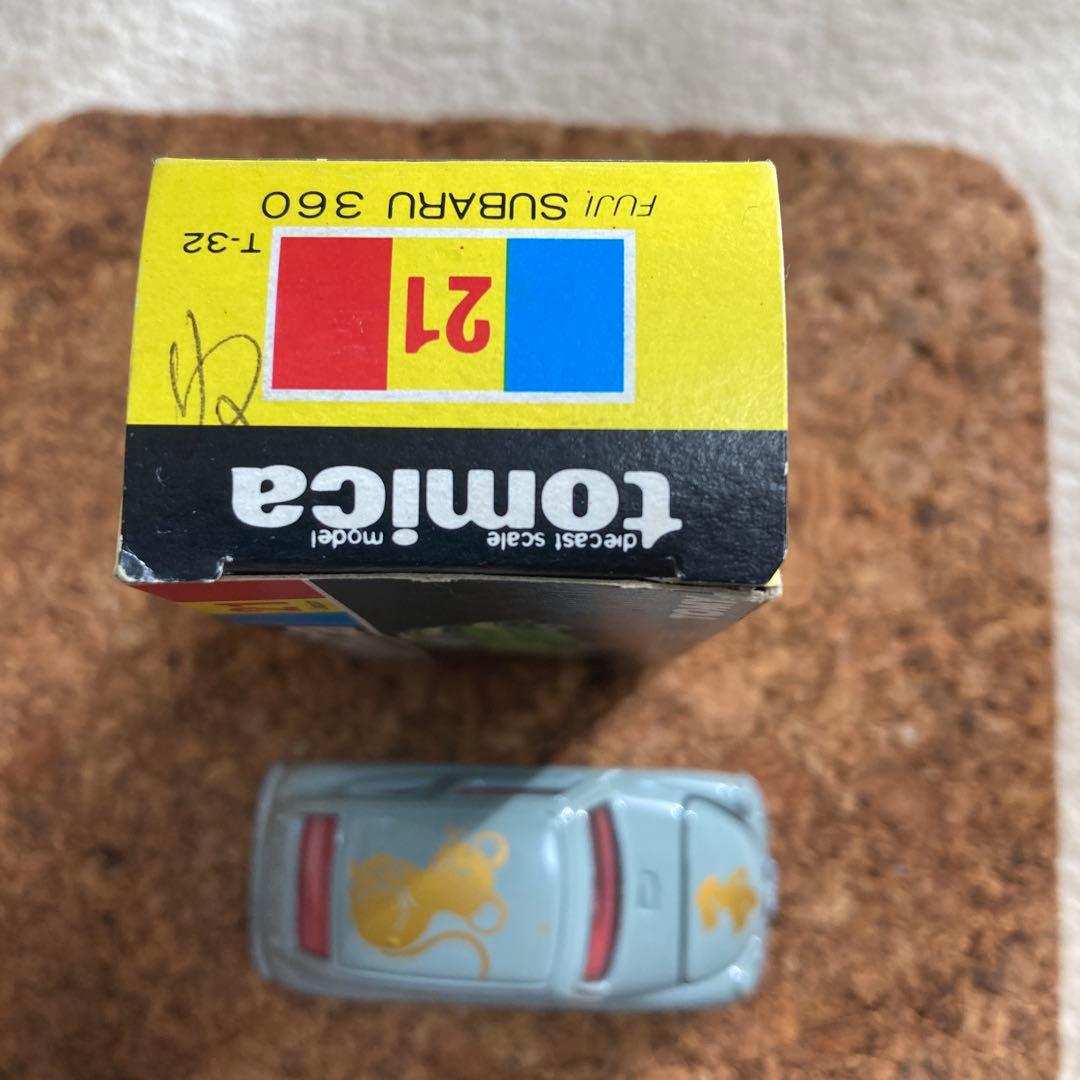 tomica
diecast scale model
21
T-32
FUJI SUBARU 360